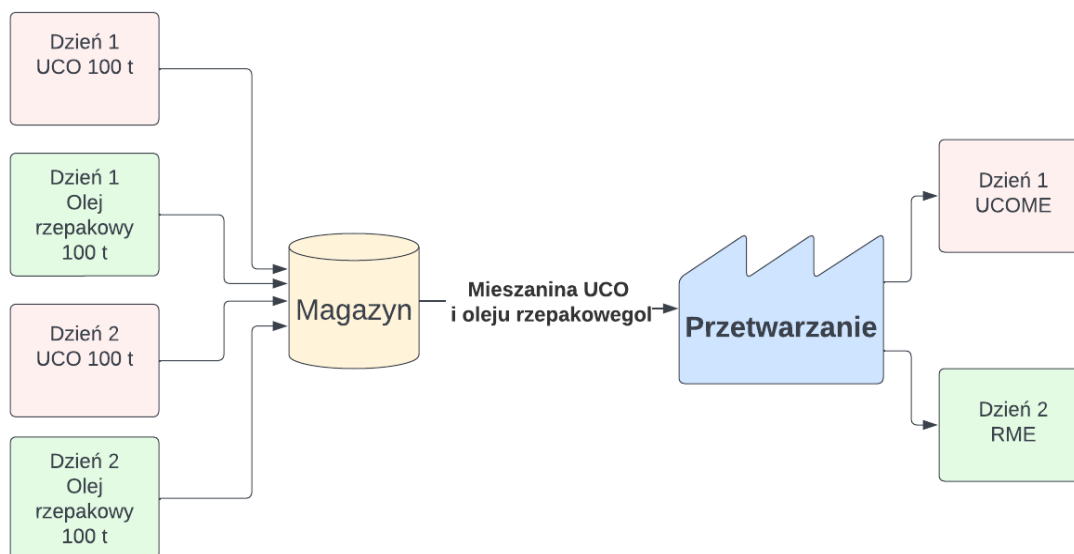 Dzień 1
UCO 100 t
Dzień 1
Olej
rzepakowy
100 t
Dzień 2
UCO 100 t
Dzień 2
Olej
rzepakowy
100 t
Magazyn
Mieszanina UCO
i oleju rzepakowegol
Przetwarzanie
Dzień 1
UCOME
Dzień 2
RME